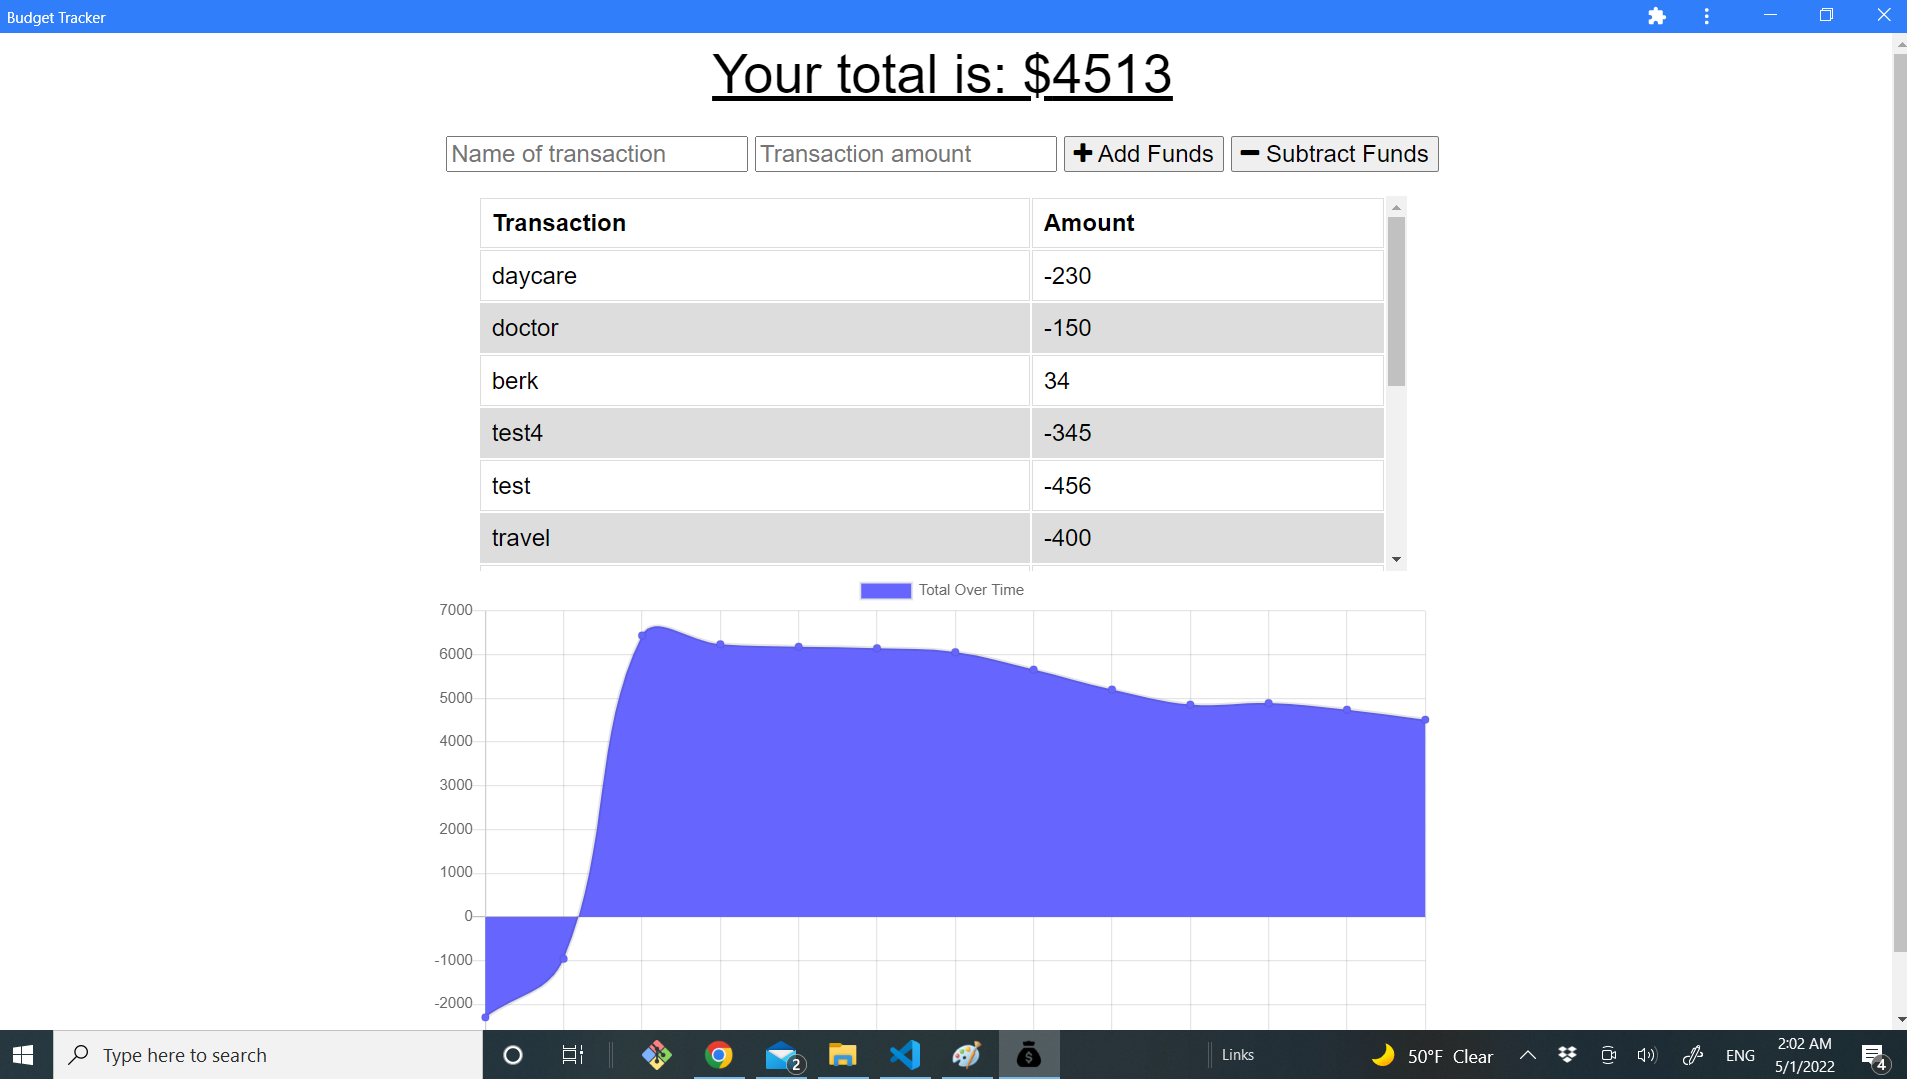 Budget Tracker
Your total is: $4513
Name of transaction Transaction amount Add Funds Subtract Funds
Transaction Amount
daycare -230
doctor -150
berk 34
test4 -345
test -456
travel -400
Total Over Time
7000
6000
5000
4000
3000
2000
1000
0
-1000
-2000
Type here to search 2 Links 50°F Clear ENG 2:02 AM
5/1/2022 4